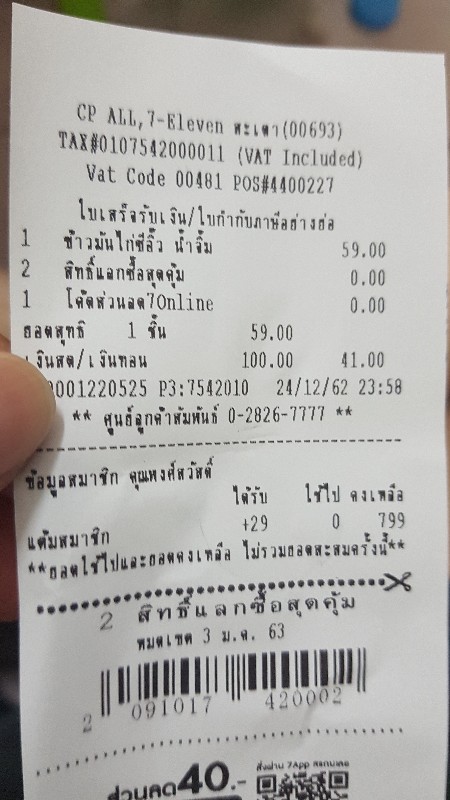 CP ALL,7-Eleven สะเดา(00693)
TAX#0107542000011 (VAT Included)
Vat Code 00481 POS#4400227
ใบเสร็จรับเงิน/ใบกำกับภาษีอย่างย่อ
1 ข้าวมันไก่ซีอิ๊ว น้ำจิ้ม 59.00
2 สิทธิ์แลกซื้อสุดคุ้ม 0.00
1 โค้ดส่วนลด7Online 0.00
ยอดสุทธิ 1 ชิ้น 59.00
เงินสด/เงินทอน 100.00 41.00
0001220525 P3:7542010 24/12/62 23:58
** ศูนย์ลูกค้าสัมพันธ์ 0-2826-7777 **
ข้อมูลสมาชิก คุณหงศ์สวัสดิ์
ได้รับ ใช้ไป คงเหลือ
แต้มสมาชิก +29 0 799
**ยอดใช้ไปและยอดคงเหลือ ไม่รวมยอดสะสมครั้งนี้**
2 สิทธิ์แลกซื้อสุดคุ้ม
หมดเขต 3 ม.ค. 63
2 091017 420002
สั่งผ่าน 7App
ส่วนลด 40.-